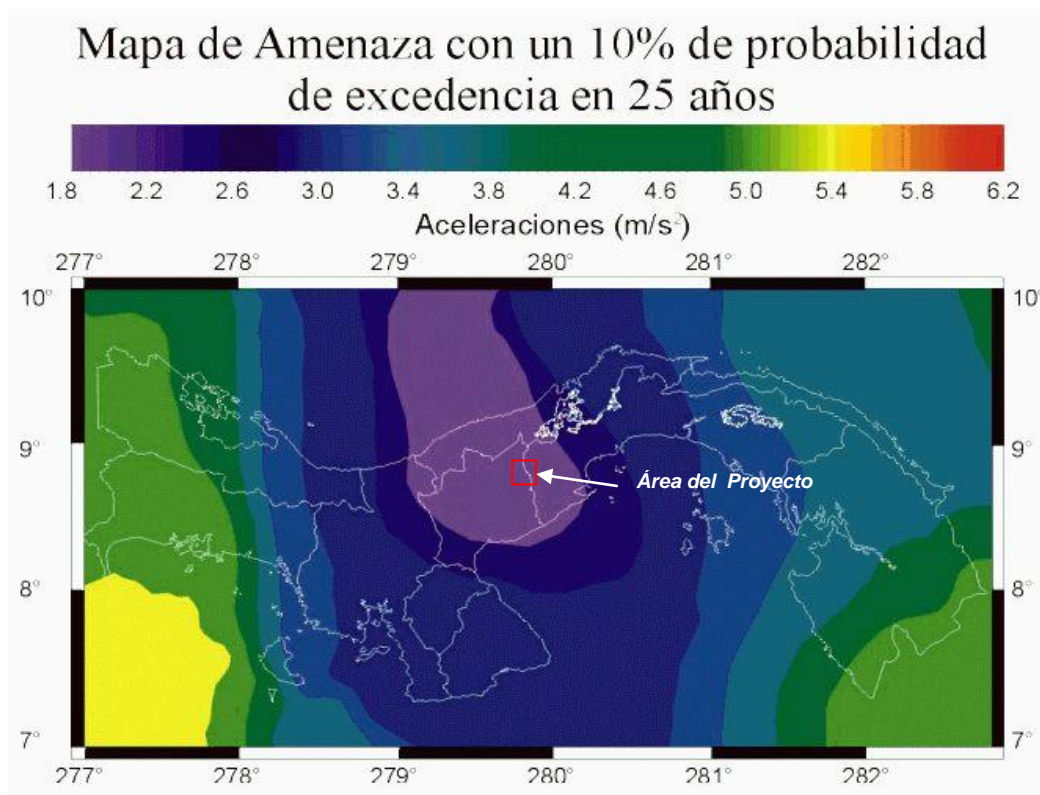 Mapa de Amenaza con un 10% de probabilidad
de excedencia en 25 años
1.8 2.2 2.6 3.0 3.4 3.8 4.2 4.6 5.0 5.4 5.8 6.2
Aceleraciones (m/s²)
277° 278° 279° 280° 281° 282°
10° 10°
9° 9°
Área del Proyecto
8° 8°
7° 7°
277° 278° 279° 280° 281° 282°